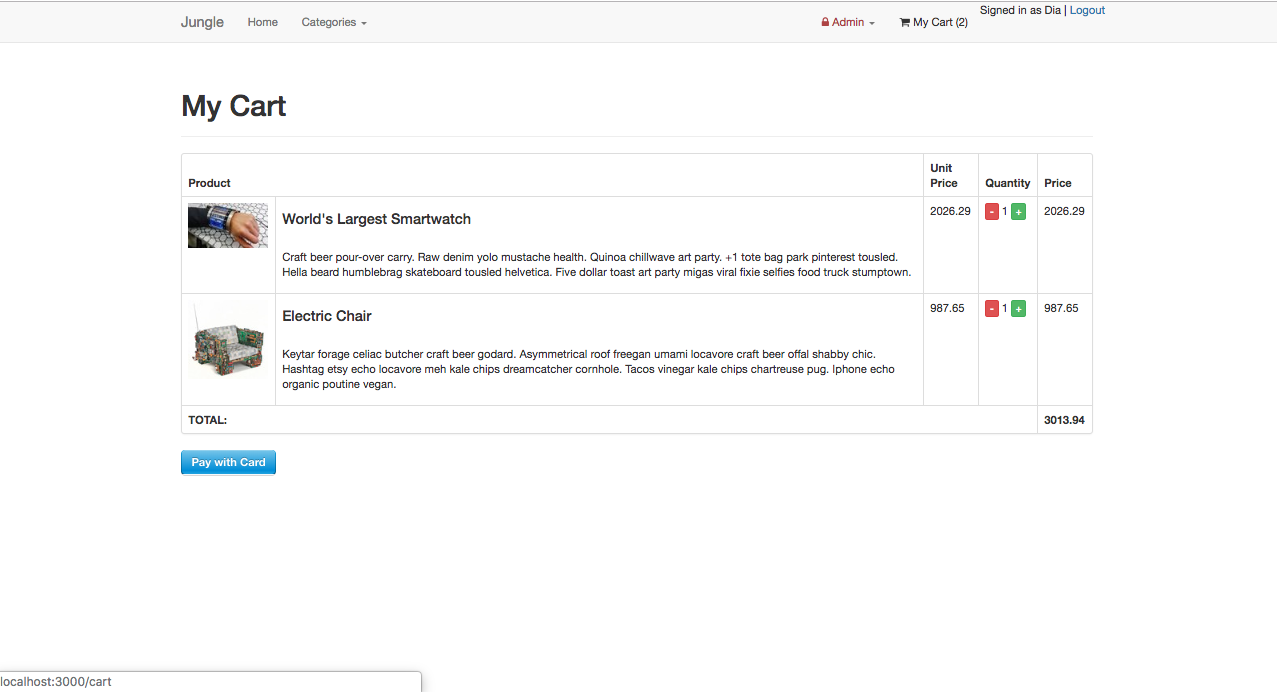 Signed in as Dia | Logout
Jungle Home Categories Admin My Cart (2)
My Cart
Product Unit Price Quantity Price
World's Largest Smartwatch 2026.29 - 1 + 2026.29
Craft beer pour-over carry. Raw denim yolo mustache health. Quinoa chillwave art party. +1 tote bag park pinterest tousled.
Hella beard humblebrag skateboard tousled helvetica. Five dollar toast art party migas viral fixie selfies food truck stumptown.
Electric Chair 987.65 - 1 + 987.65
Keytar forage celiac butcher craft beer godard. Asymmetrical roof freegan umami locavore craft beer offal shabby chic.
Hashtag etsy echo locavore meh kale chips dreamcatcher cornhole. Tacos vinegar kale chips chartreuse pug. Iphone echo
organic poutine vegan.
TOTAL: 3013.94
Pay with Card
localhost:3000/cart